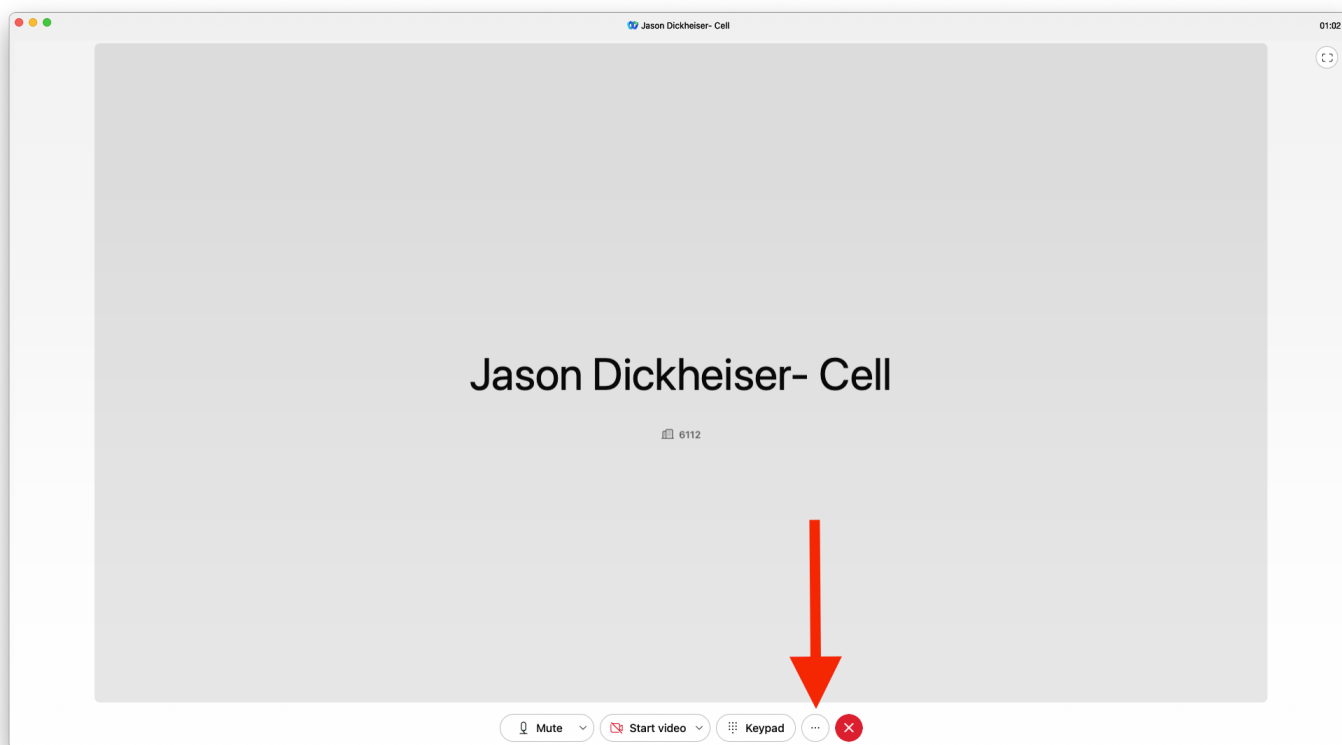 Jason Dickheiser- Cell
01:02
Jason Dickheiser- Cell
6112
Mute
Start video
Keypad